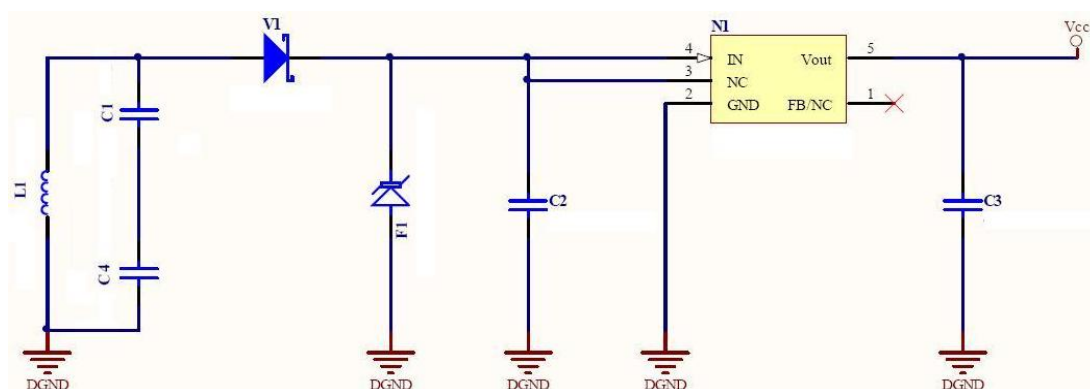 V1
N1
Vcc
4
IN
Vout
5
3
NC
2
GND
FB/NC
1
C1
L1
F1
C2
C3
C4
DGND
DGND
DGND
DGND
DGND